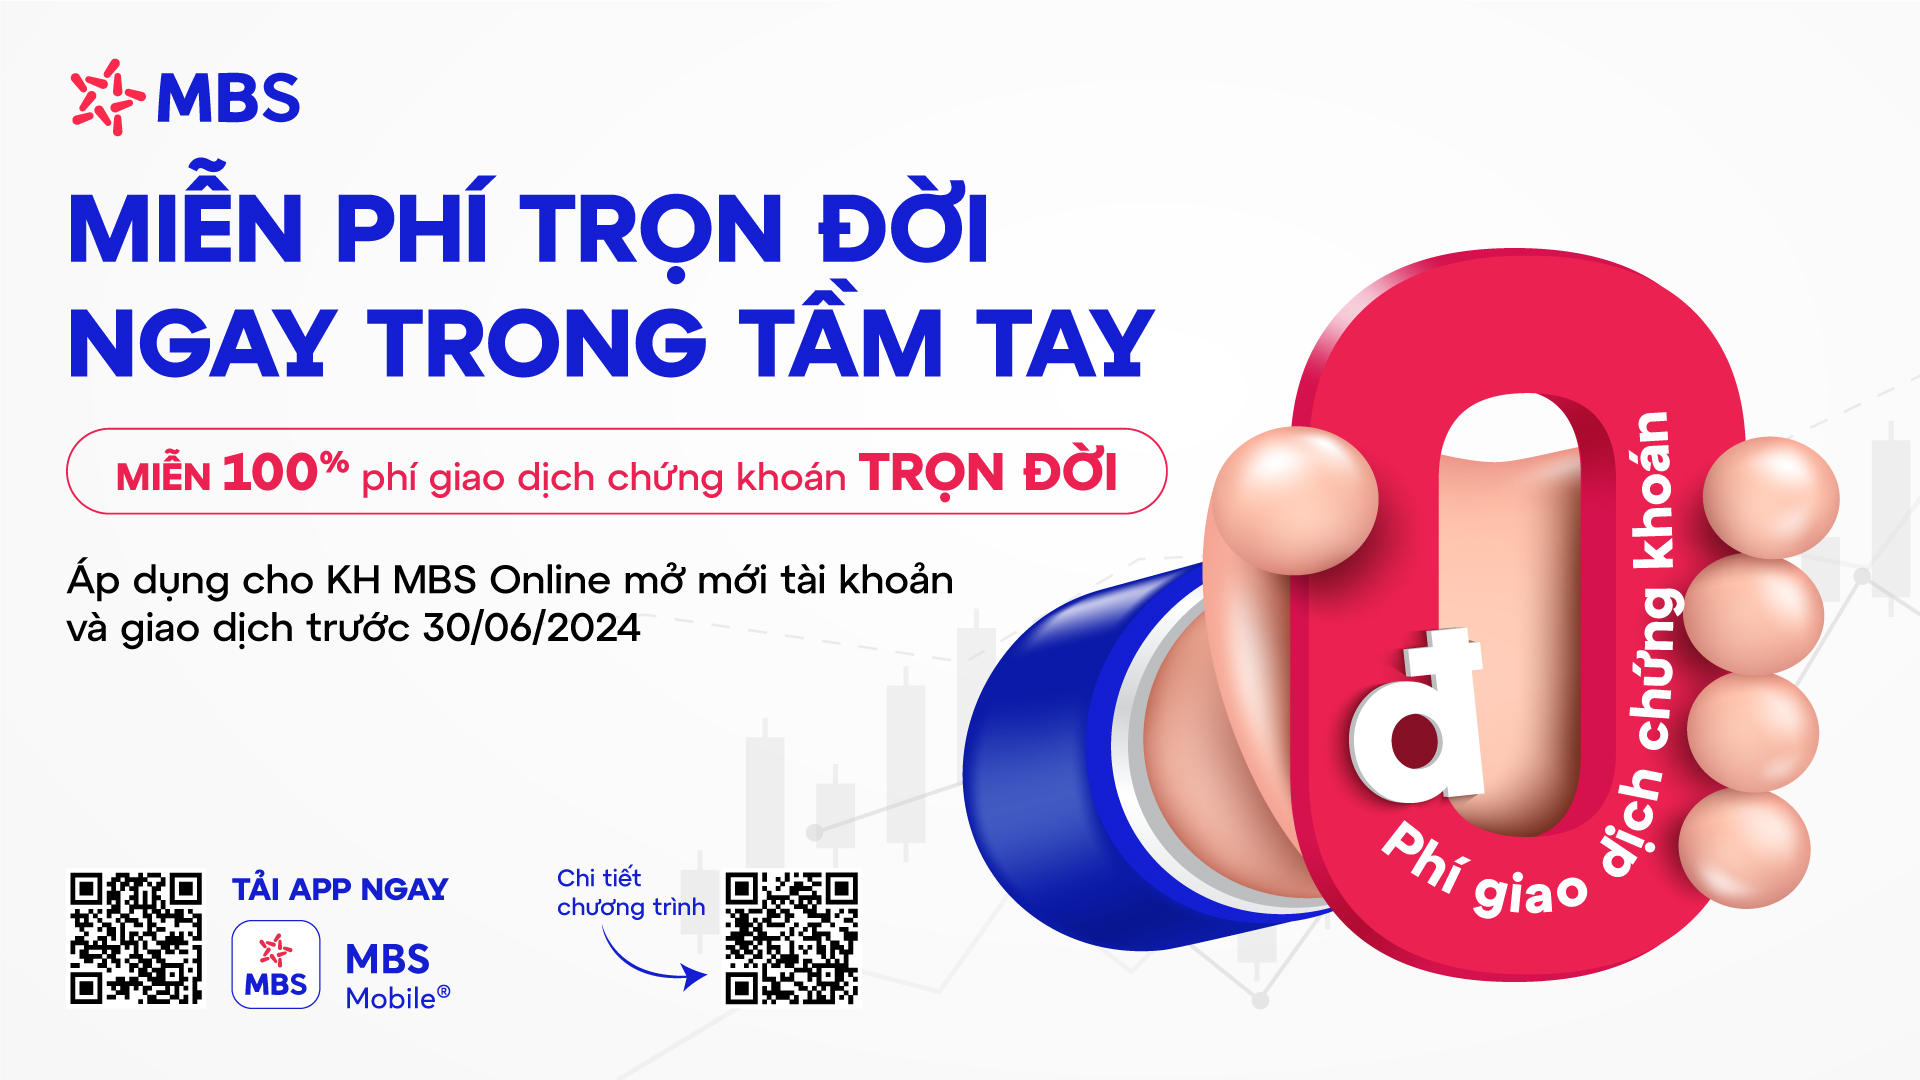 MBS
MIỄN PHÍ TRỌN ĐỜI
NGAY TRONG TẦM TAY
MIỄN 100% phí giao dịch chứng khoán TRỌN ĐỜI
Áp dụng cho KH MBS Online mở mới tài khoản
và giao dịch trước 30/06/2024
0đ
Phí giao dịch chứng khoán
TẢI APP NGAY
MBS
MBS
Mobile®
Chi tiết
chương trình